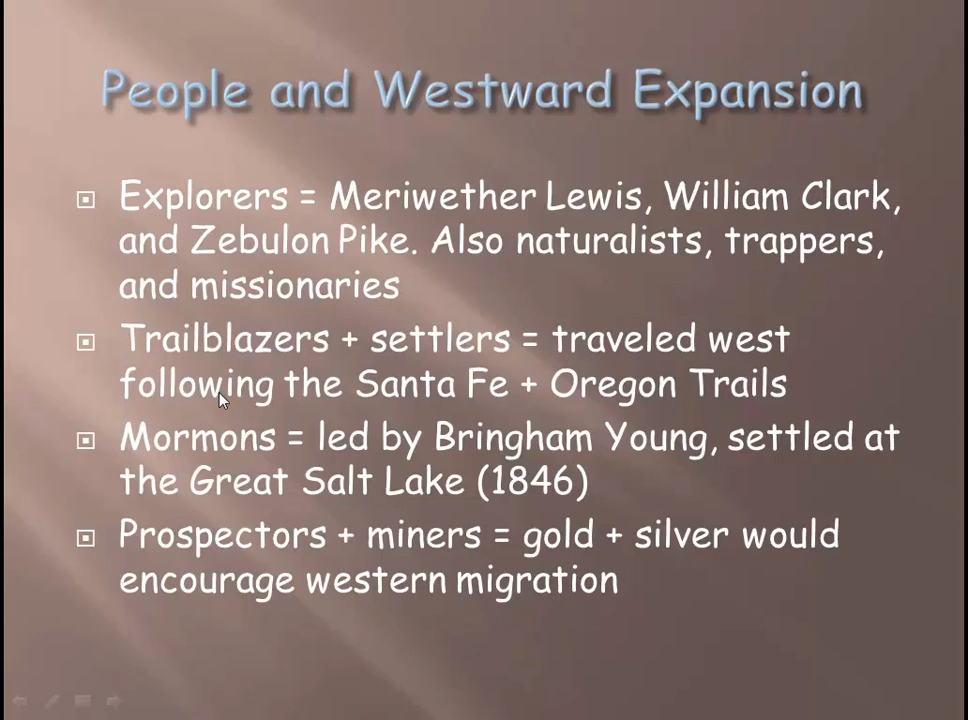 People and Westward Expansion
Explorers = Meriwether Lewis, William Clark,
and Zebulon Pike. Also naturalists, trappers,
and missionaries
Trailblazers + settlers = traveled west
following the Santa Fe + Oregon Trails
Mormons = led by Bringham Young, settled at
the Great Salt Lake (1846)
Prospectors + miners = gold + silver would
encourage western migration